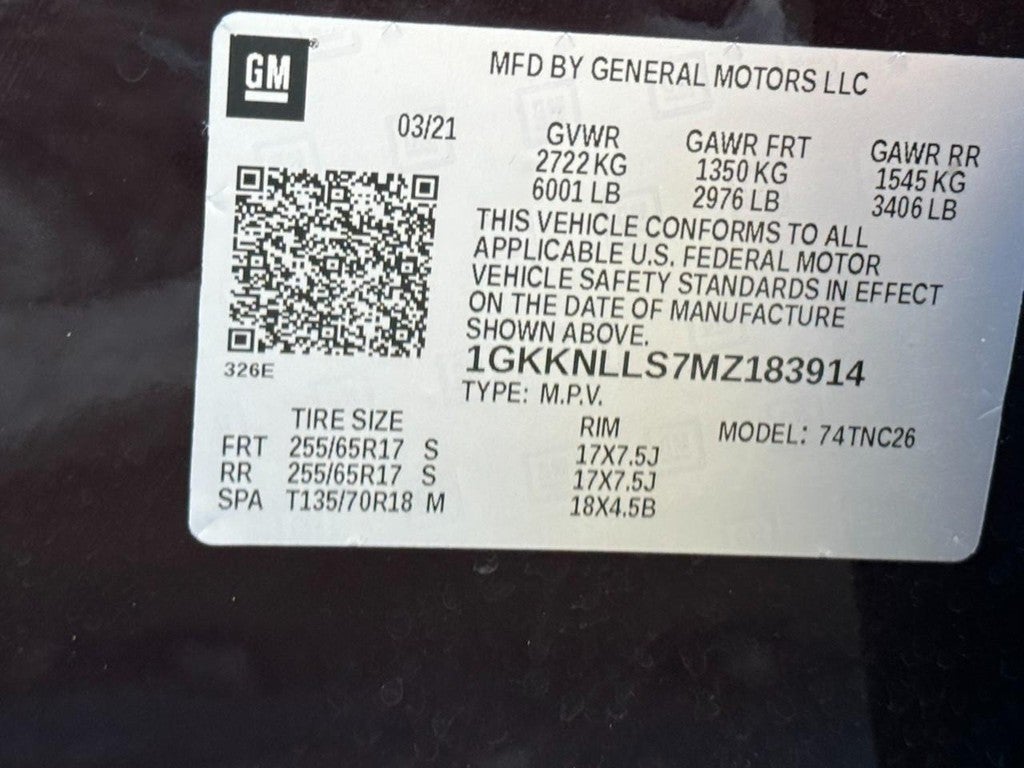 GM
MFD BY GENERAL MOTORS LLC
03/21
GVWR GAWR FRT GAWR RR
2722 KG 1350 KG 1545 KG
6001 LB 2976 LB 3406 LB
THIS VEHICLE CONFORMS TO ALL
APPLICABLE U.S. FEDERAL MOTOR
VEHICLE SAFETY STANDARDS IN EFFECT
ON THE DATE OF MANUFACTURE
SHOWN ABOVE.
326E
1GKKNLLS7MZ183914
TYPE: M.P.V.
TIRE SIZE RIM MODEL: 74TNC26
FRT 255/65R17 S 17X7.5J
RR 255/65R17 S 17X7.5J
SPA T135/70R18 M 18X4.5B